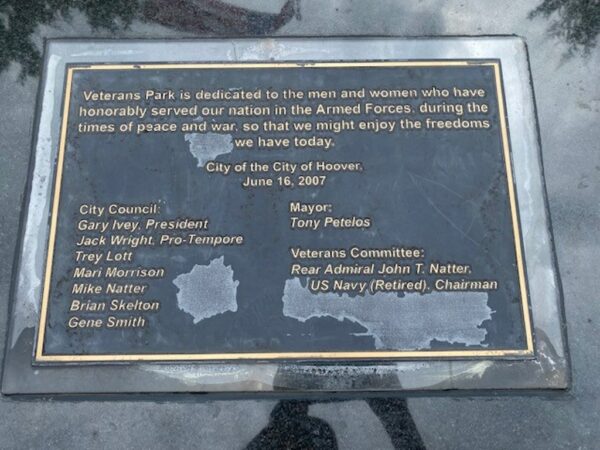 Veterans Park is dedicated to the men and women who have
honorably served our nation in the Armed Forces, during the
times of peace and war, so that we might enjoy the freedoms
we have today.
City of the City of Hoover,
June 16, 2007
City Council:
Gary Ivey, President
Jack Wright, Pro-Tempore
Trey Lott
Mari Morrison
Mike Natter
Brian Skelton
Gene Smith
Mayor:
Tony Petelos
Veterans Committee:
Rear Admiral John T. Natter,
US Navy (Retired), Chairman